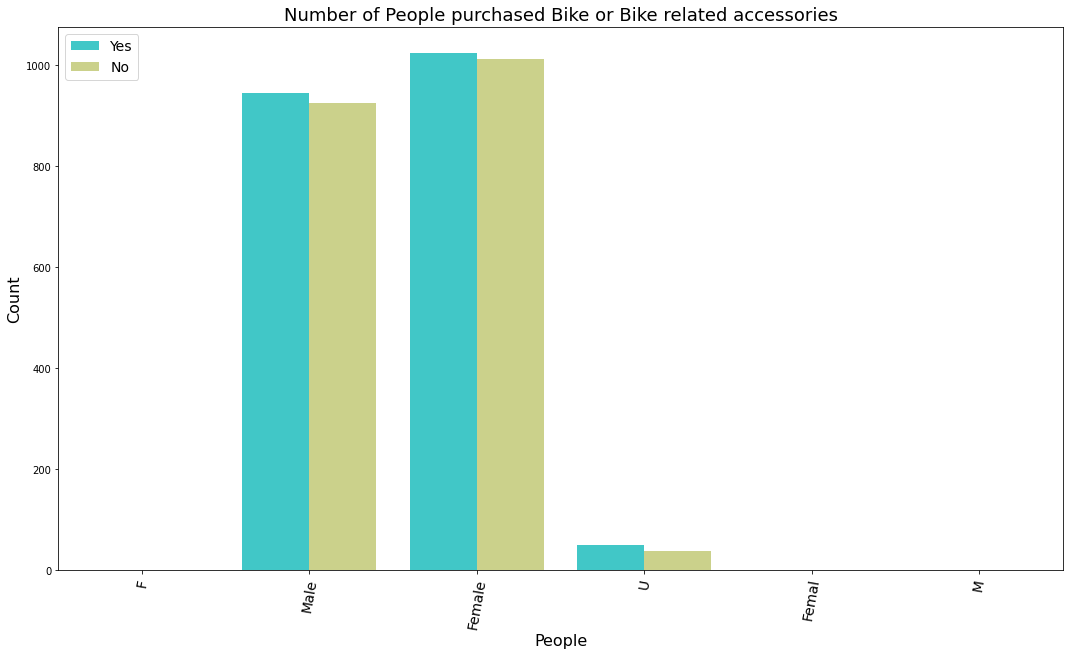 Number of People purchased Bike or Bike related accessories
Yes
No
1000
800
600
400
200
0
Count
F
Male
Female
U
Femal
M
People